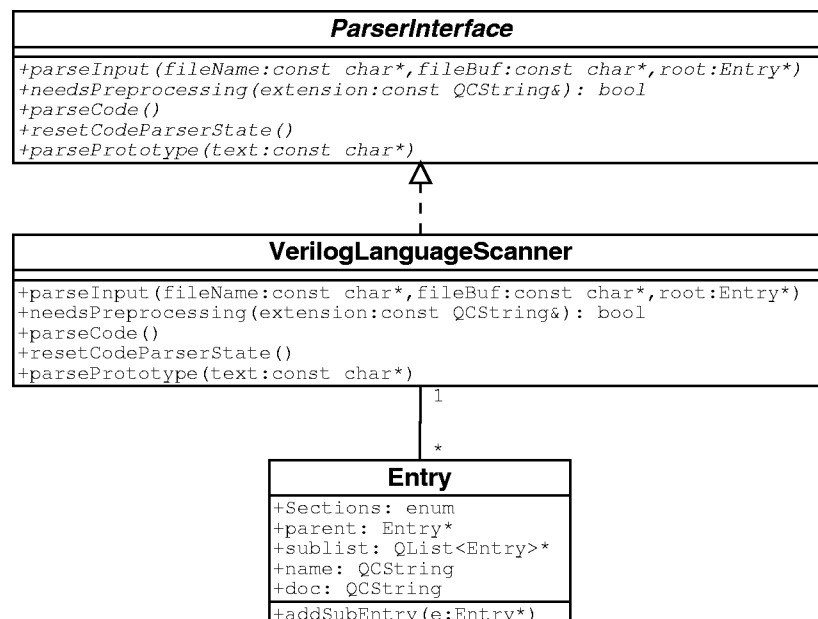 ParserInterface
+parseInput(fileName:const char*,fileBuf:const char*,root:Entry*)
+needsPreprocessing(extension:const QCString&): bool
+parseCode()
+resetCodeParserState()
+parsePrototype(text:const char*)
VerilogLanguageScanner
+parseInput(fileName:const char*,fileBuf:const char*,root:Entry*)
+needsPreprocessing(extension:const QCString&): bool
+parseCode()
+resetCodeParserState()
+parsePrototype(text:const char*)
1
*
Entry
+Sections: enum
+parent: Entry*
+sublist: QList<Entry>*
+name: QCString
+doc: QCString
+addSubEntry(e:Entry*)